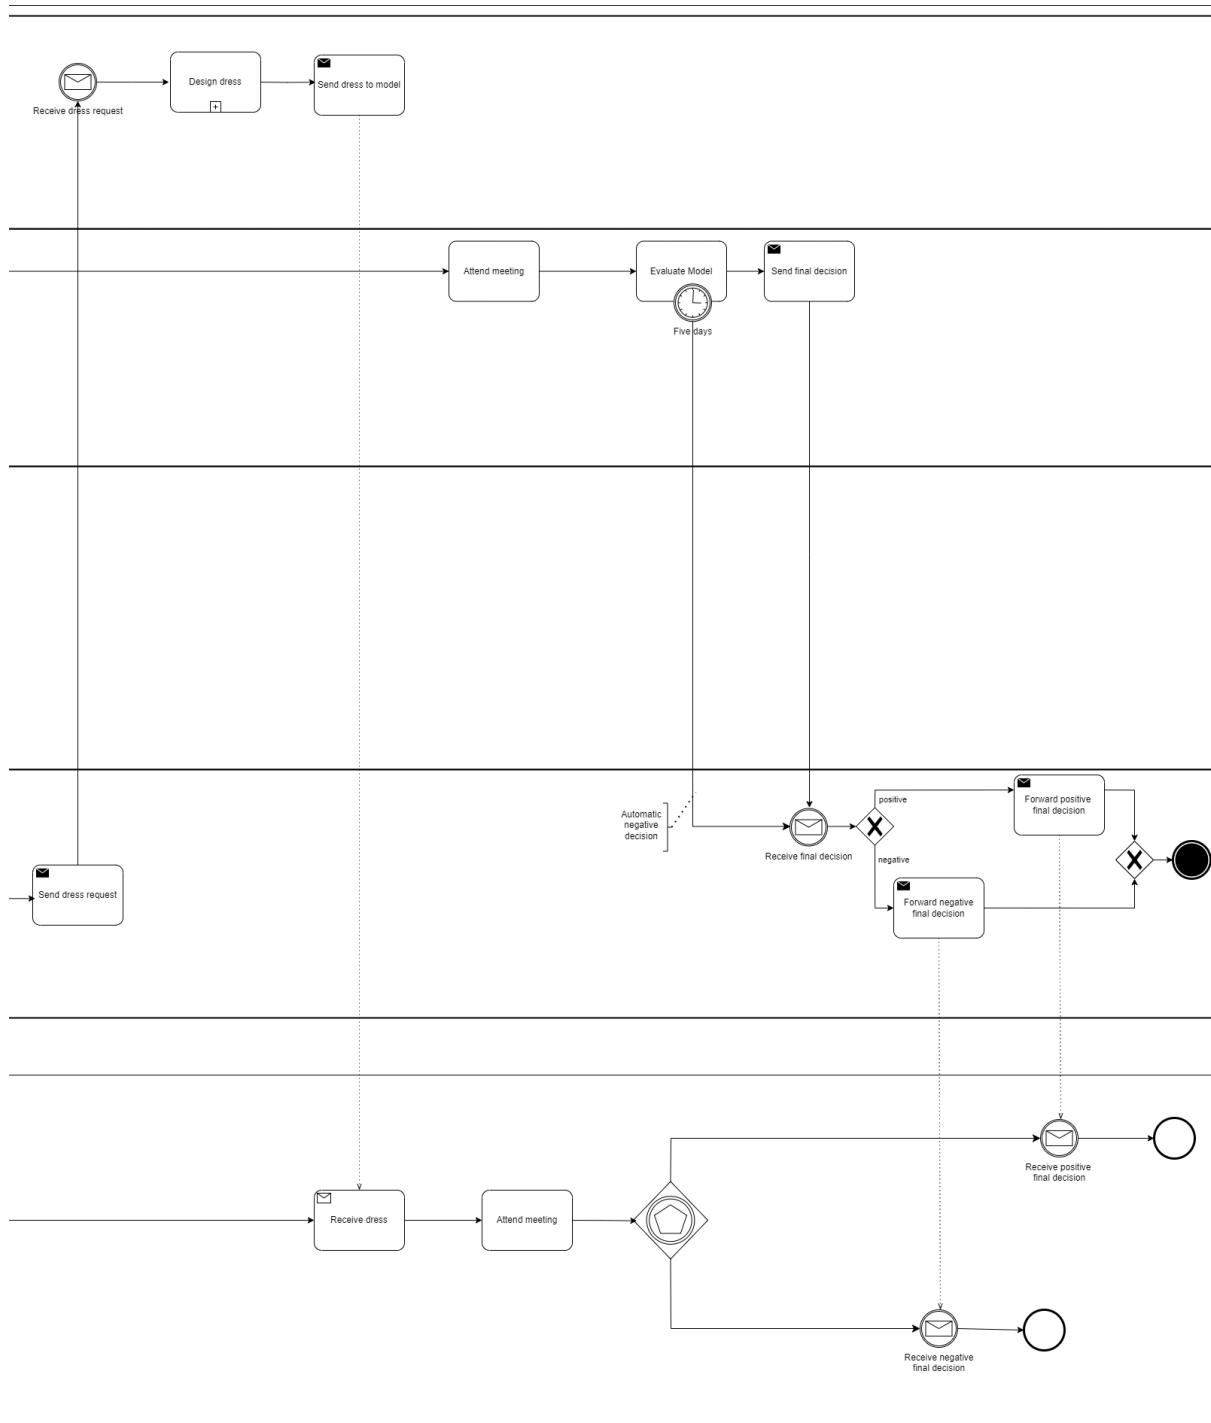 Design dress
Send dress to model
Receive dress request
Attend meeting
Evaluate Model
Send final decision
Five days
Automatic
negative
decision
positive
Forward positive
final decision
Receive final decision
negative
Send dress request
Forward negative
final decision
Receive positive
final decision
Receive dress
Attend meeting
Receive negative
final decision